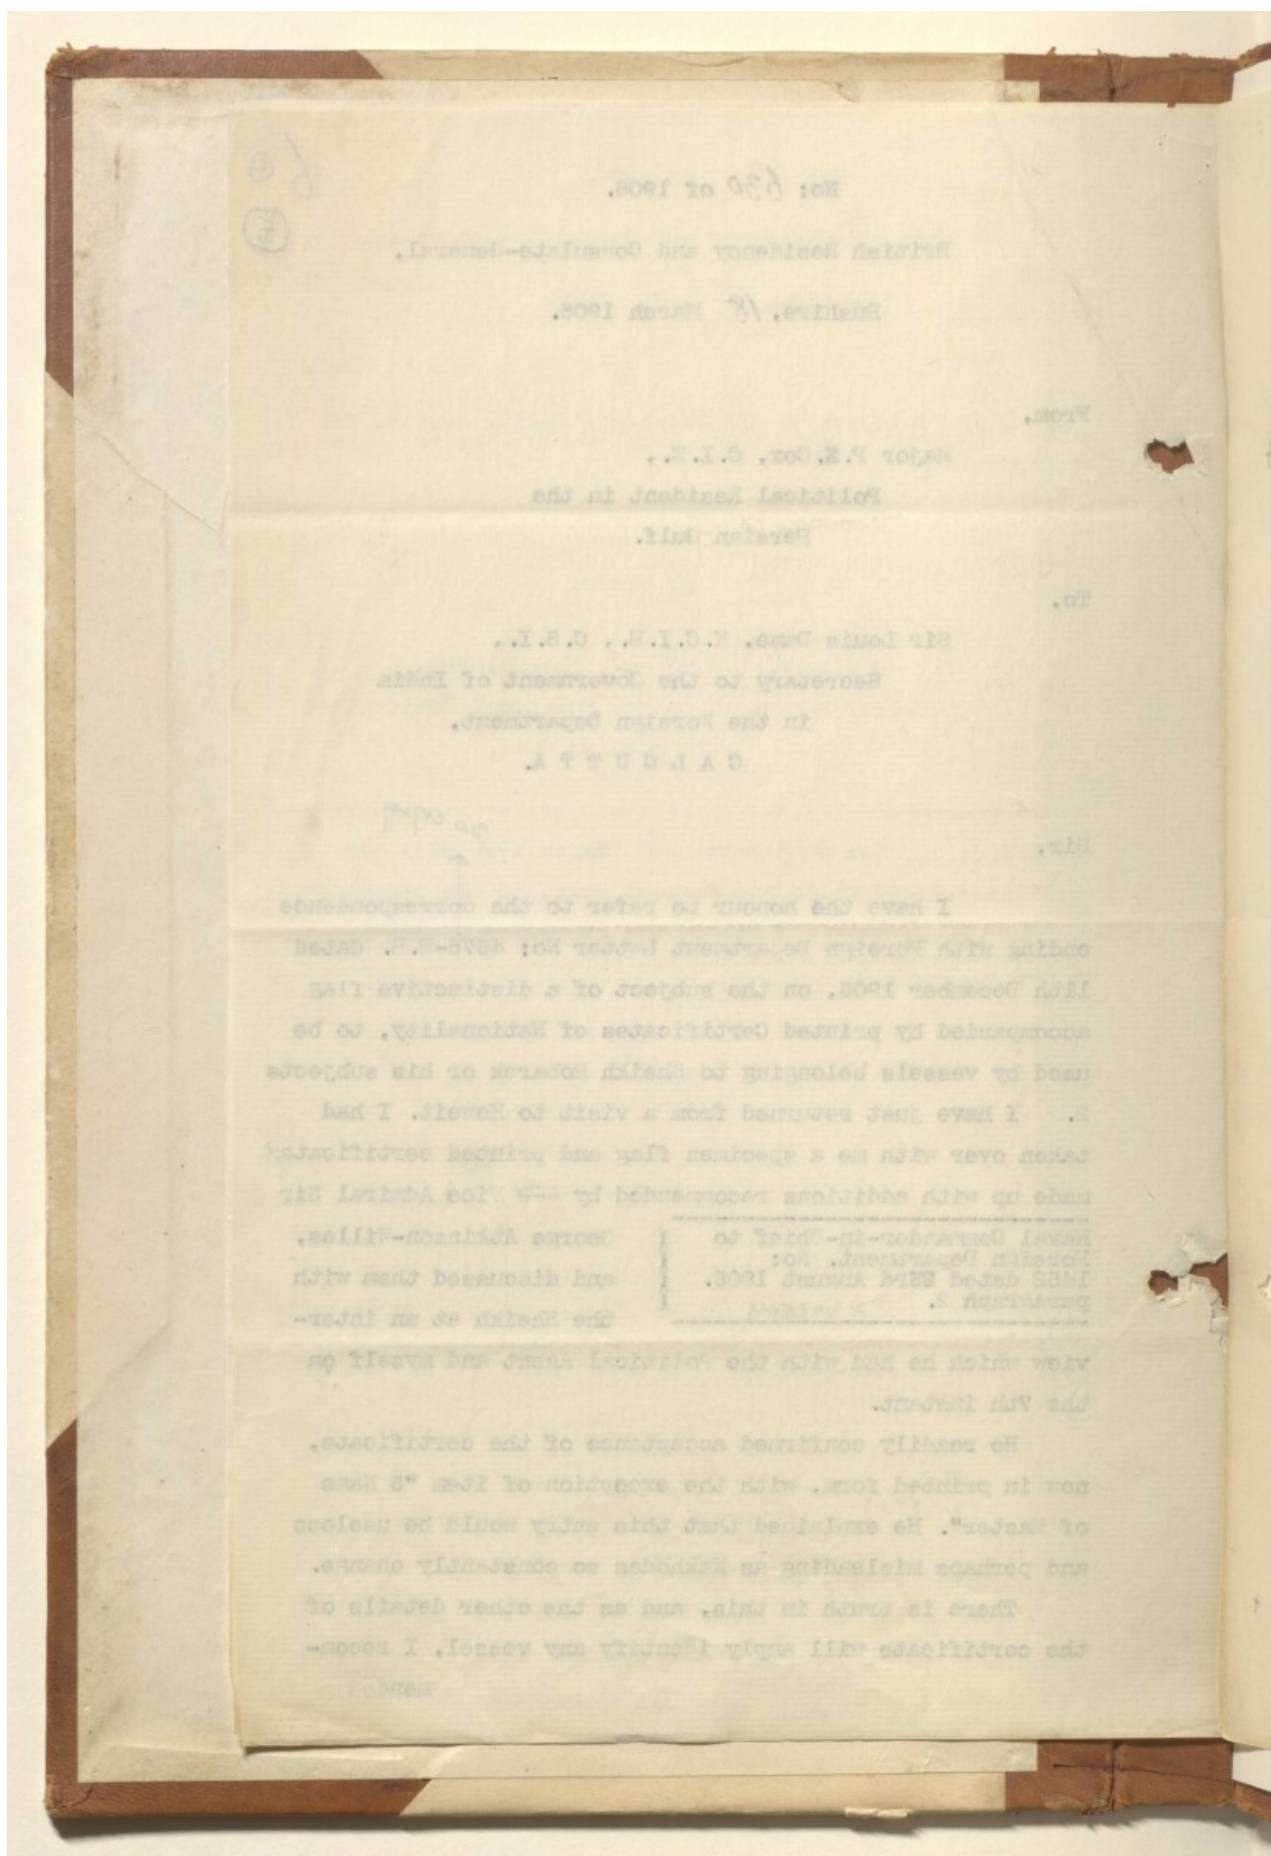 No: 630 of 1906.
British Residency and Consulate-General,
Bushire, 18 March 1906.
From,
Major P.Z.Cox, C.I.E.,
Political Resident in the
Persian Gulf.
To,
Sir Louis Dane, K.C.I.E., C.S.I.,
Secretary to the Government of India
in the Foreign Department,
C A L C U T T A.
Sir,
I have the honour to refer to the correspondence
ending with Foreign Department Letter No: dated
11th December 1905, on the subject of a distinctive flag
accompanied by printed Certificates of Nationality, to be
used by vessels belonging to Sheikh Mobarak or his subjects
2. I have just returned from a visit to Koweit. I had
taken over with me a specimen flag and printed certificate,
made up with additions recommended by Vice Admiral Sir
George Atkinson-Willes,
and discussed them with
the Sheikh at an inter-
Naval Commander-in-Chief to
Foreign Department. No:
1452 dated 23rd August 1905.
paragraph 2.
view which he had with the Political Agent and myself on
the 7th instant.
He readily confirmed acceptance of the certificate,
now in printed form, with the exception of item "5 Name
of Master". He explained that this entry would be useless
and perhaps misleading as Nakhodas so constantly change.
There is truth in this, and as the other details of
the certificate will amply identify any vessel, I recom-